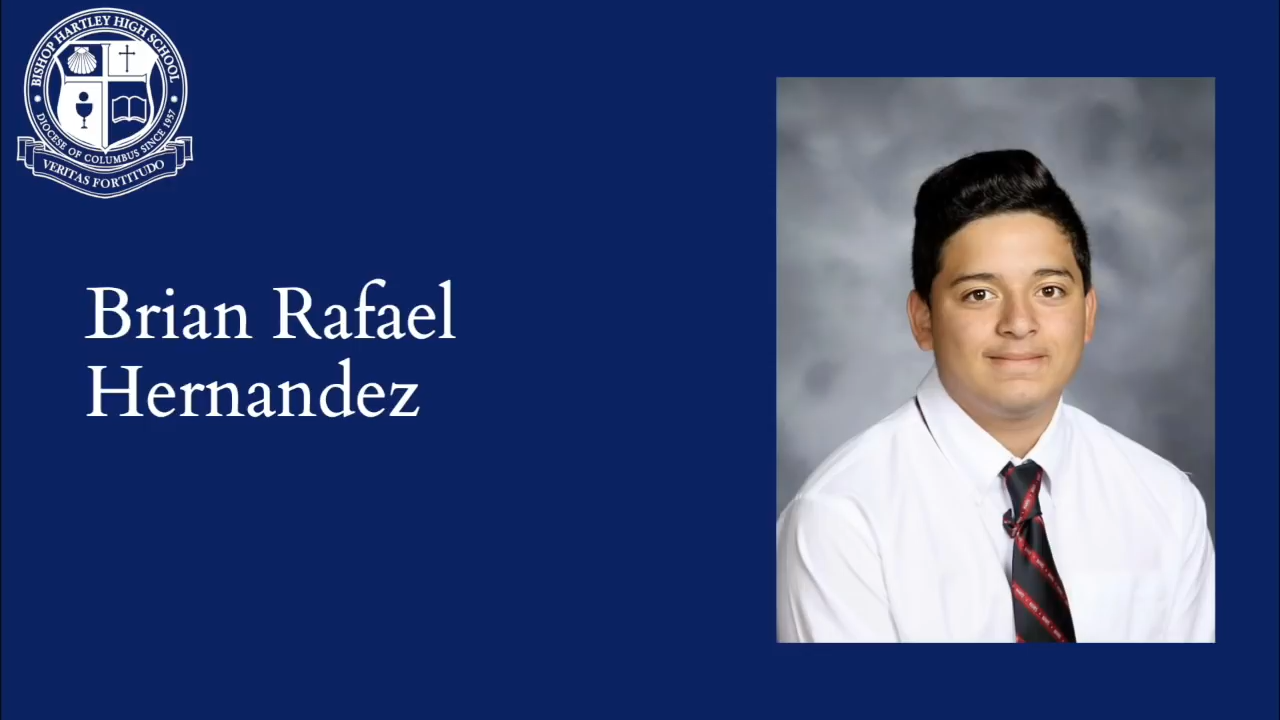 BISHOP HARTLEY HIGH SCHOOL
DIOCESE OF COLUMBUS SINCE 1957
VERITAS FORTITUDO
Brian Rafael
Hernandez